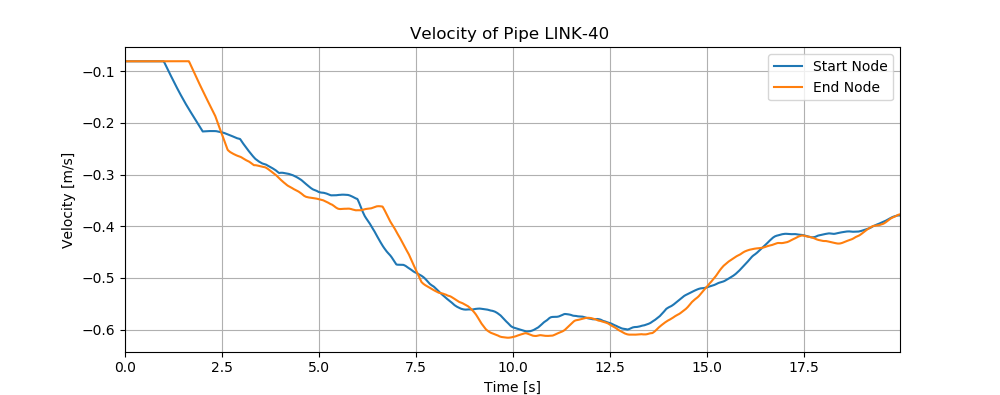 Velocity of Pipe LINK-40
Start Node
End Node
Velocity [m/s]
−0.1
−0.2
−0.3
−0.4
−0.5
−0.6
0.0 2.5 5.0 7.5 10.0 12.5 15.0 17.5
Time [s]